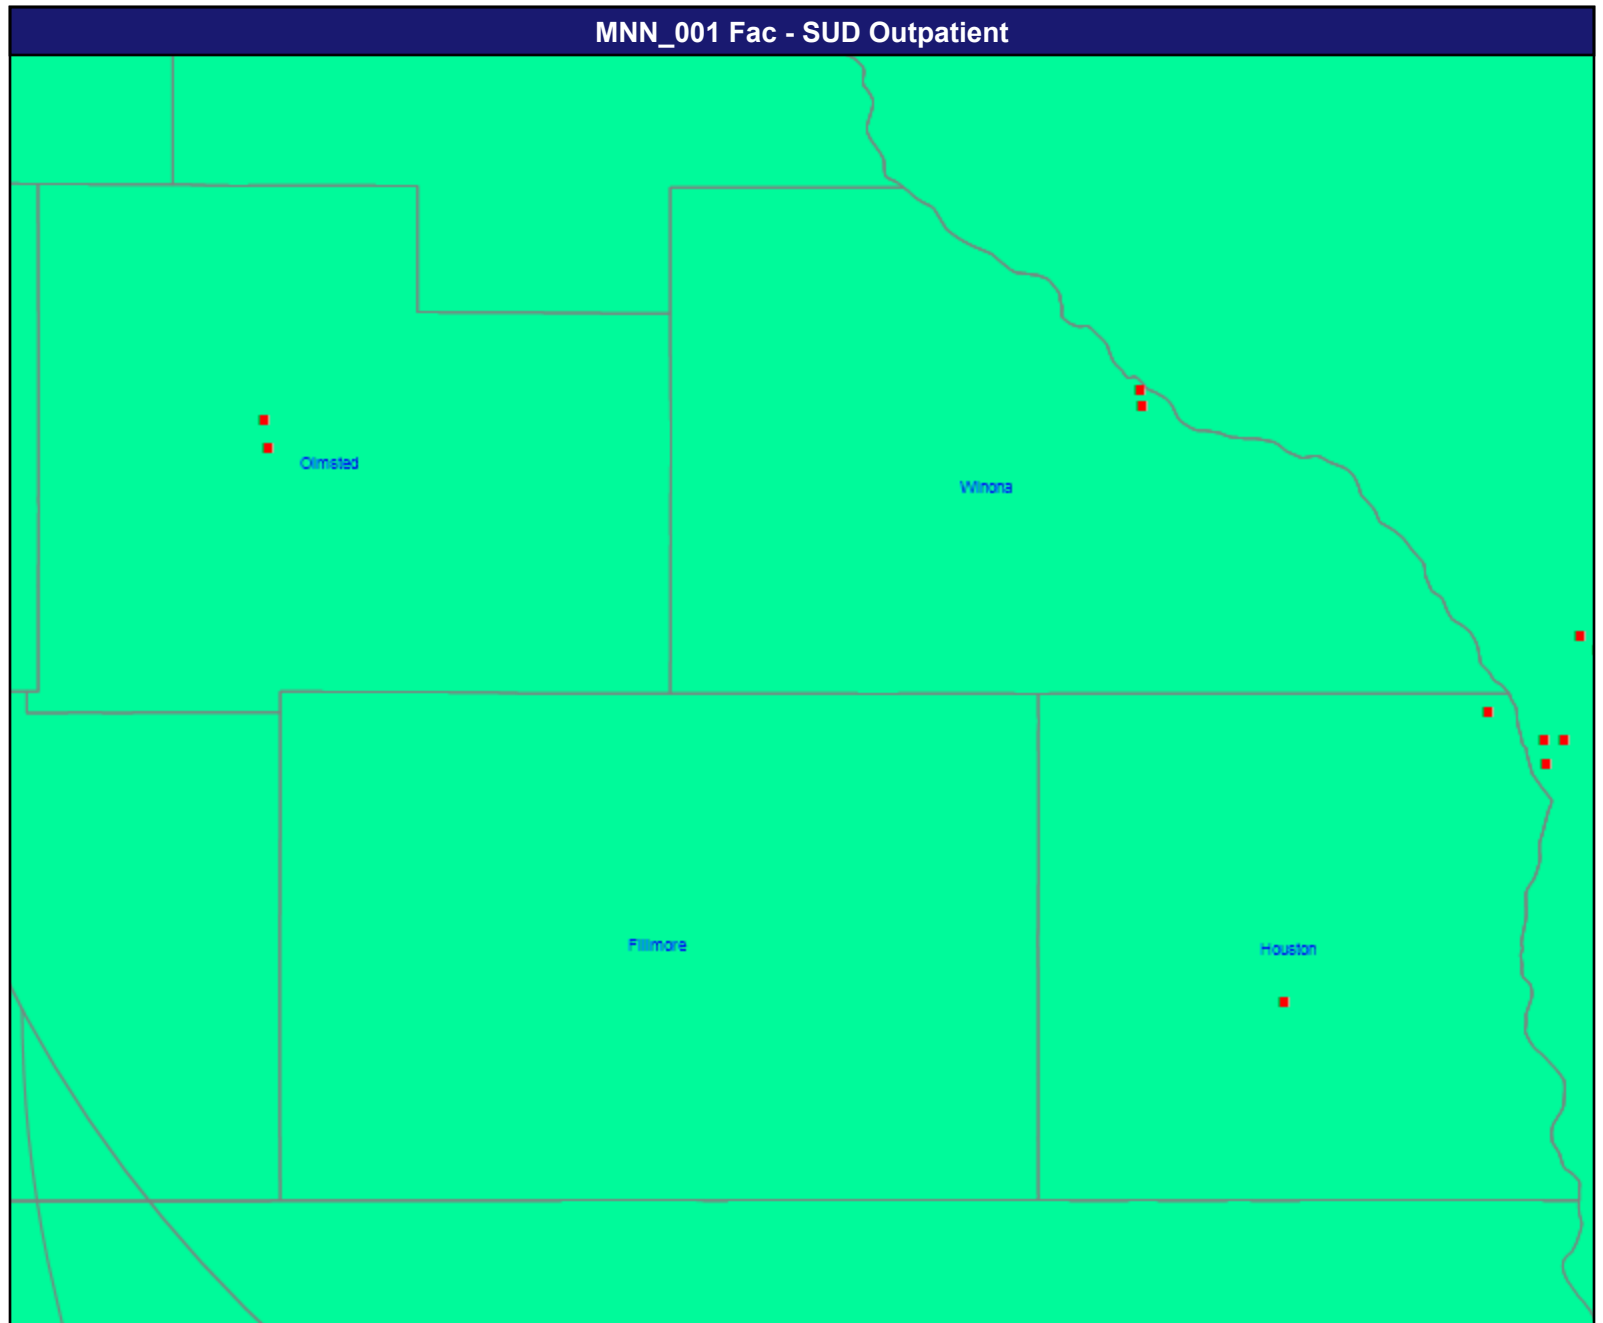 MNN_001 Fac - SUD Outpatient
Olmsted
Winona
Fillmore
Houston